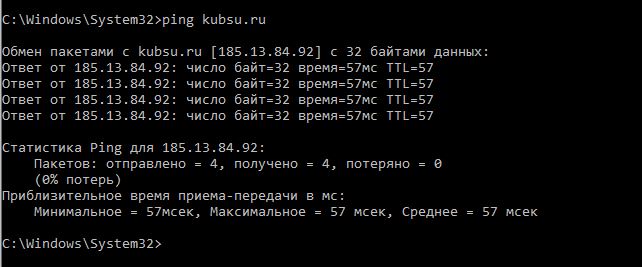 C:\Windows\System32>ping kubsu.ru
Обмен пакетами с kubsu.ru [185.13.84.92] с 32 байтами данных:
Ответ от 185.13.84.92: число байт=32 время=57мс TTL=57
Ответ от 185.13.84.92: число байт=32 время=57мс TTL=57
Ответ от 185.13.84.92: число байт=32 время=57мс TTL=57
Ответ от 185.13.84.92: число байт=32 время=57мс TTL=57
Статистика Ping для 185.13.84.92:
Пакетов: отправлено = 4, получено = 4, потеряно = 0
(0% потерь)
Приблизительное время приема-передачи в мс:
Минимальное = 57мсек, Максимальное = 57 мсек, Среднее = 57 мсек
C:\Windows\System32>